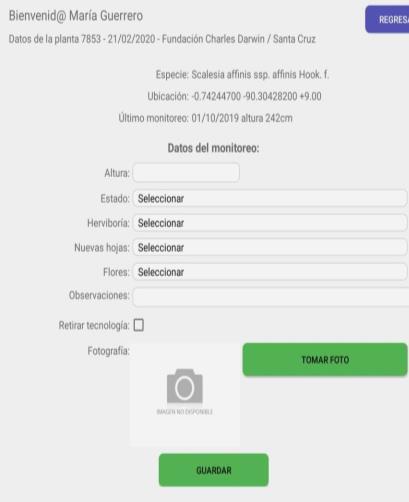 Bienvenid@ María Guerrero
REGRESA
Datos de la planta 7853 - 21/02/2020 - Fundación Charles Darwin / Santa Cruz
Especie: Scalesia affinis ssp. affinis Hook. f.
Ubicación: -0.74244700 -90.30428200 +9.00
Último monitoreo: 01/10/2019 altura 242cm
Datos del monitoreo:
Altura:
Estado: Seleccionar
Herviboría: Seleccionar
Nuevas hojas: Seleccionar
Flores: Seleccionar
Observaciones:
Retirar tecnología:
Fotografía:
TOMAR FOTO
IMAGEN NO DISPONIBLE
GUARDAR